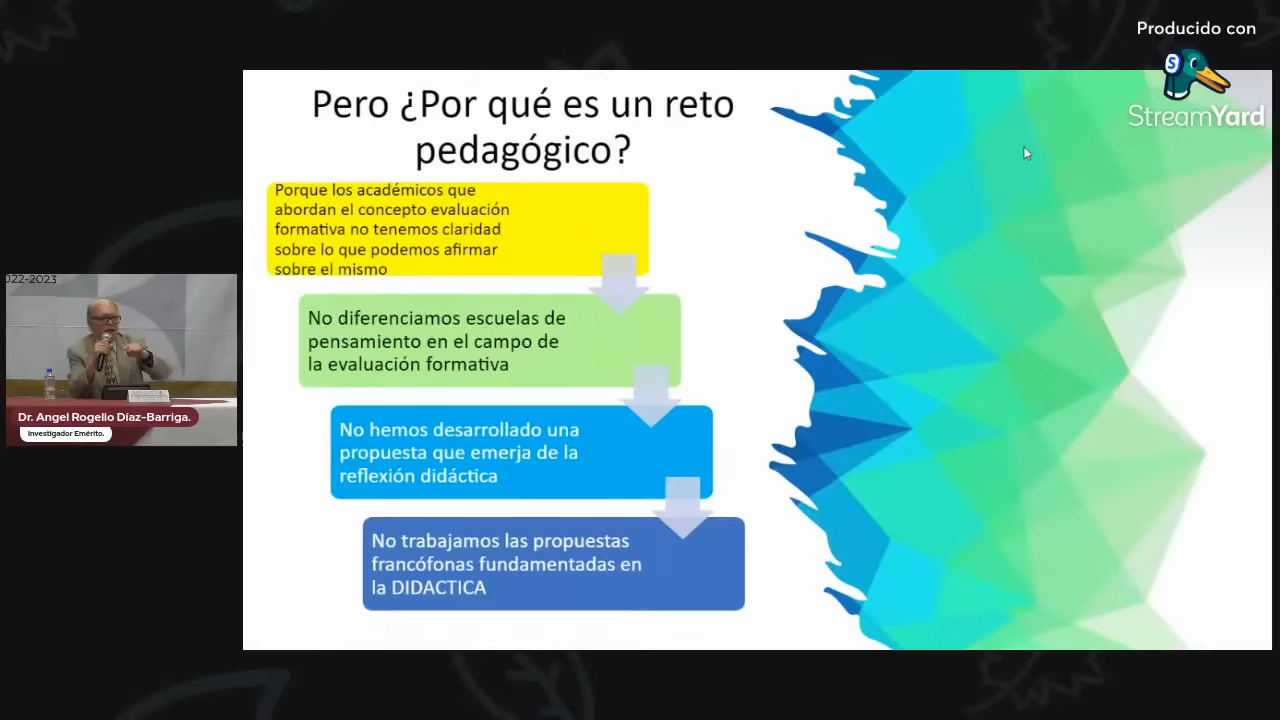 Producido con
StreamYard
Pero ¿Por qué es un reto
pedagógico?
Porque los académicos que
abordan el concepto evaluación
formativa no tenemos claridad
sobre lo que podemos afirmar
sobre el mismo
No diferenciamos escuelas de
pensamiento en el campo de
la evaluación formativa
No hemos desarrollado una
propuesta que emerja de la
reflexión didáctica
No trabajamos las propuestas
francófonas fundamentadas en
la DIDACTICA
022-2023
Dr. Angel Rogelio Díaz-Barriga.
Investigador Emérito.